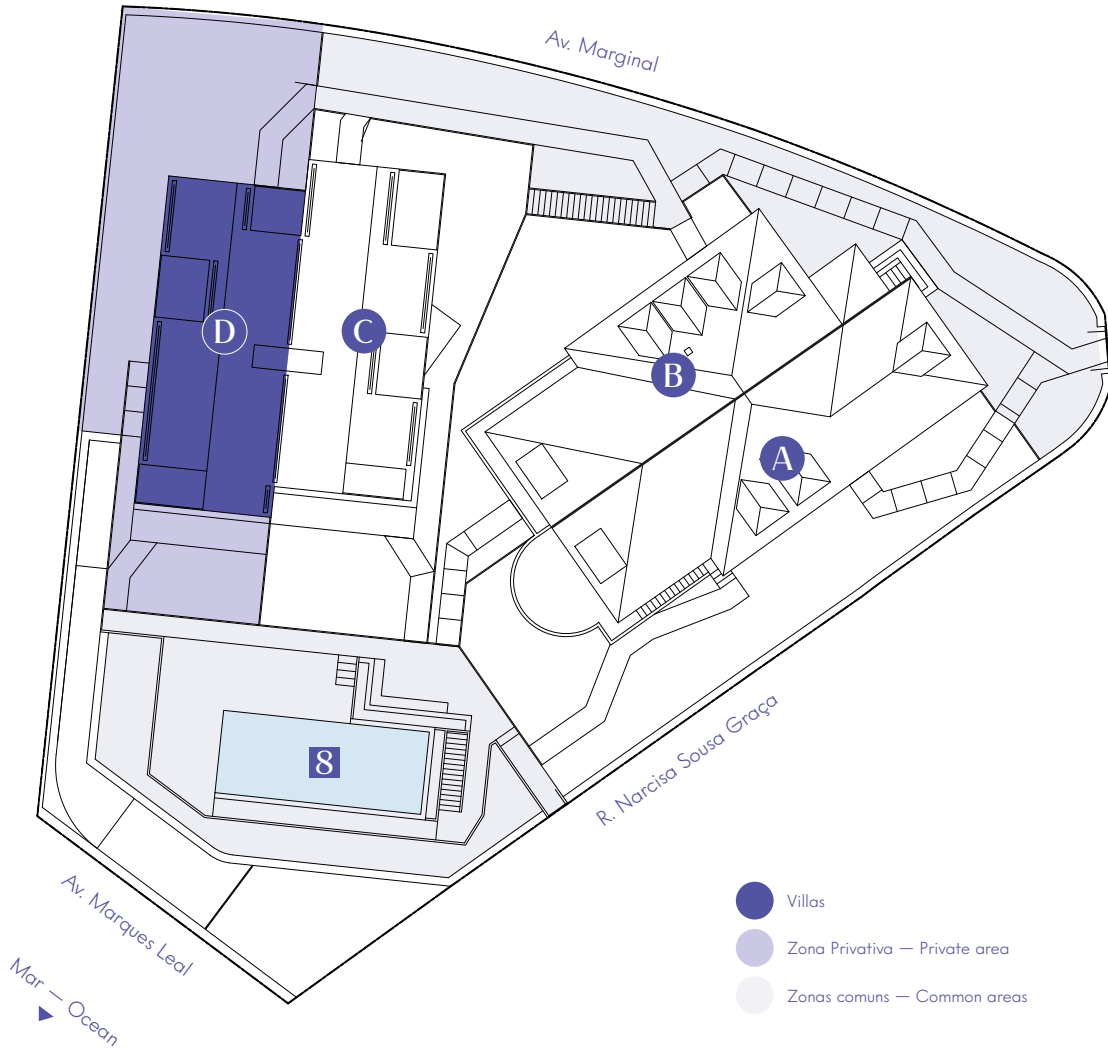 Av. Marginal
D
C
B
A
8
R. Narcisa Sousa Graça
Av. Marques Leal
Mar — Ocean
Villas
Zona Privativa — Private area
Zonas comuns — Common areas